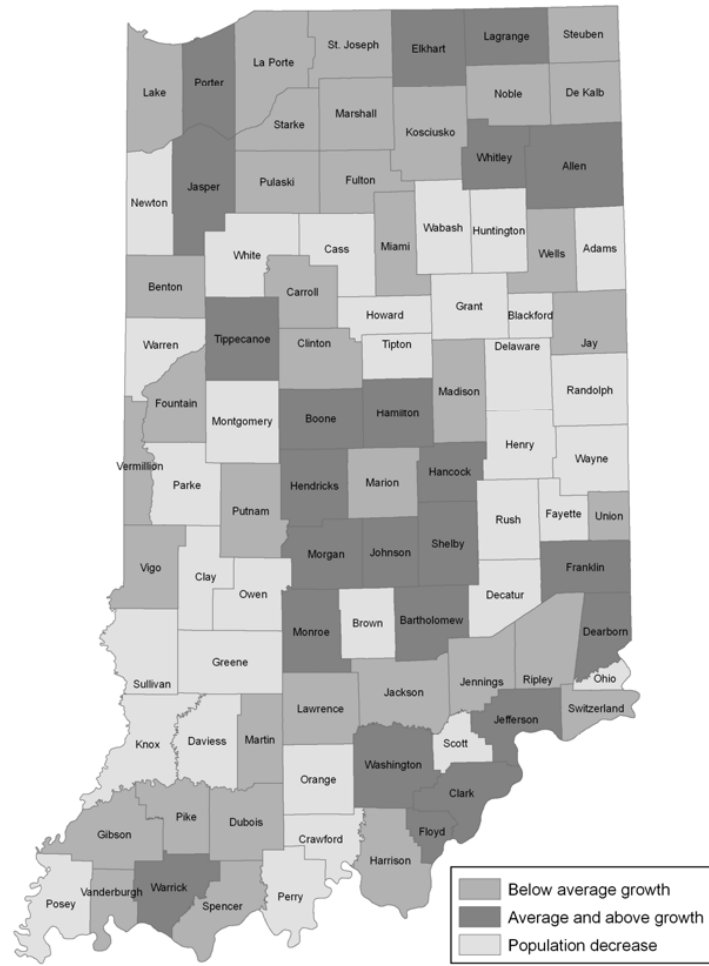 Lake
Porter
La Porte
St. Joseph
Elkhart
Lagrange
Steuben
Noble
De Kalb
Starke
Marshall
Kosciusko
Whitley
Allen
Newton
Jasper
Pulaski
Fulton
White
Cass
Miami
Wabash
Huntington
Wells
Adams
Benton
Carroll
Howard
Grant
Blackford
Jay
Warren
Tippecanoe
Clinton
Tipton
Delaware
Fountain
Montgomery
Boone
Hamilton
Madison
Randolph
Vermillion
Parke
Putnam
Hendricks
Marion
Hancock
Henry
Wayne
Vigo
Clay
Owen
Morgan
Johnson
Shelby
Rush
Fayette
Union
Franklin
Sullivan
Greene
Monroe
Brown
Bartholomew
Decatur
Dearborn
Ohio
Knox
Daviess
Martin
Lawrence
Jackson
Jennings
Ripley
Switzerland
Jefferson
Scott
Orange
Washington
Clark
Floyd
Gibson
Pike
Dubois
Crawford
Harrison
Posey
Vanderburgh
Warrick
Spencer
Perry
Below average growth
Average and above growth
Population decrease